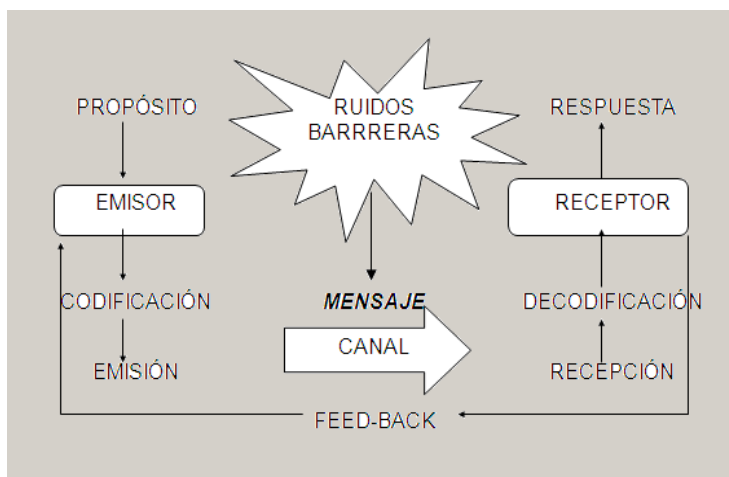 PROPÓSITO
RUIDOS
BARRRERAS
RESPUESTA
EMISOR
RECEPTOR
CODIFICACIÓN
MENSAJE
DECODIFICACIÓN
CANAL
EMISIÓN
RECEPCIÓN
FEED-BACK